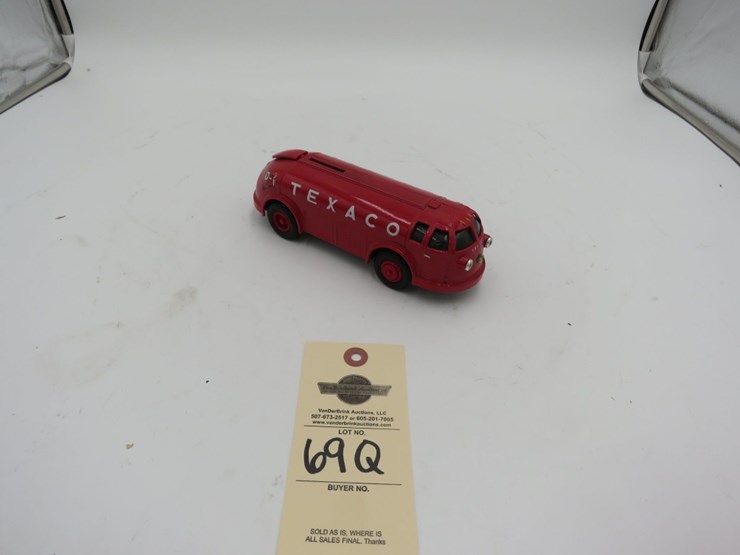 TEXACO
VanDerBrink Auctions, LLC
507-673-2517 or 605-201-7005
www.vanderbrinkauctions.com
LOT NO.
69Q
BUYER NO.
SOLD AS IS, WHERE IS
ALL SALES FINAL. Thanks